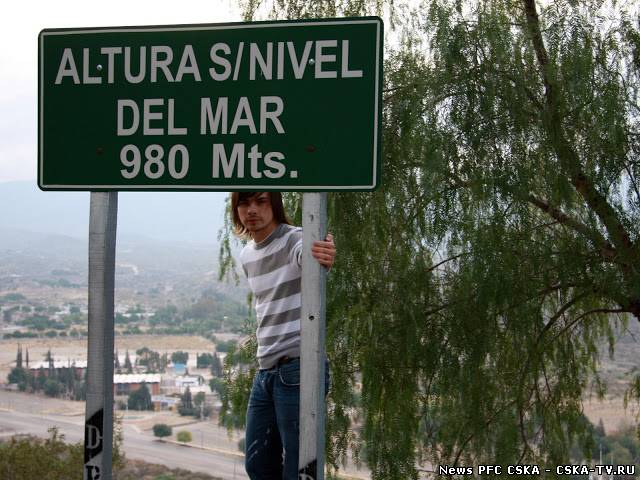 ALTURA S/NIVEL
DEL MAR
980 Mts.
D
News PFC CSKA - CSKA-TV.RU